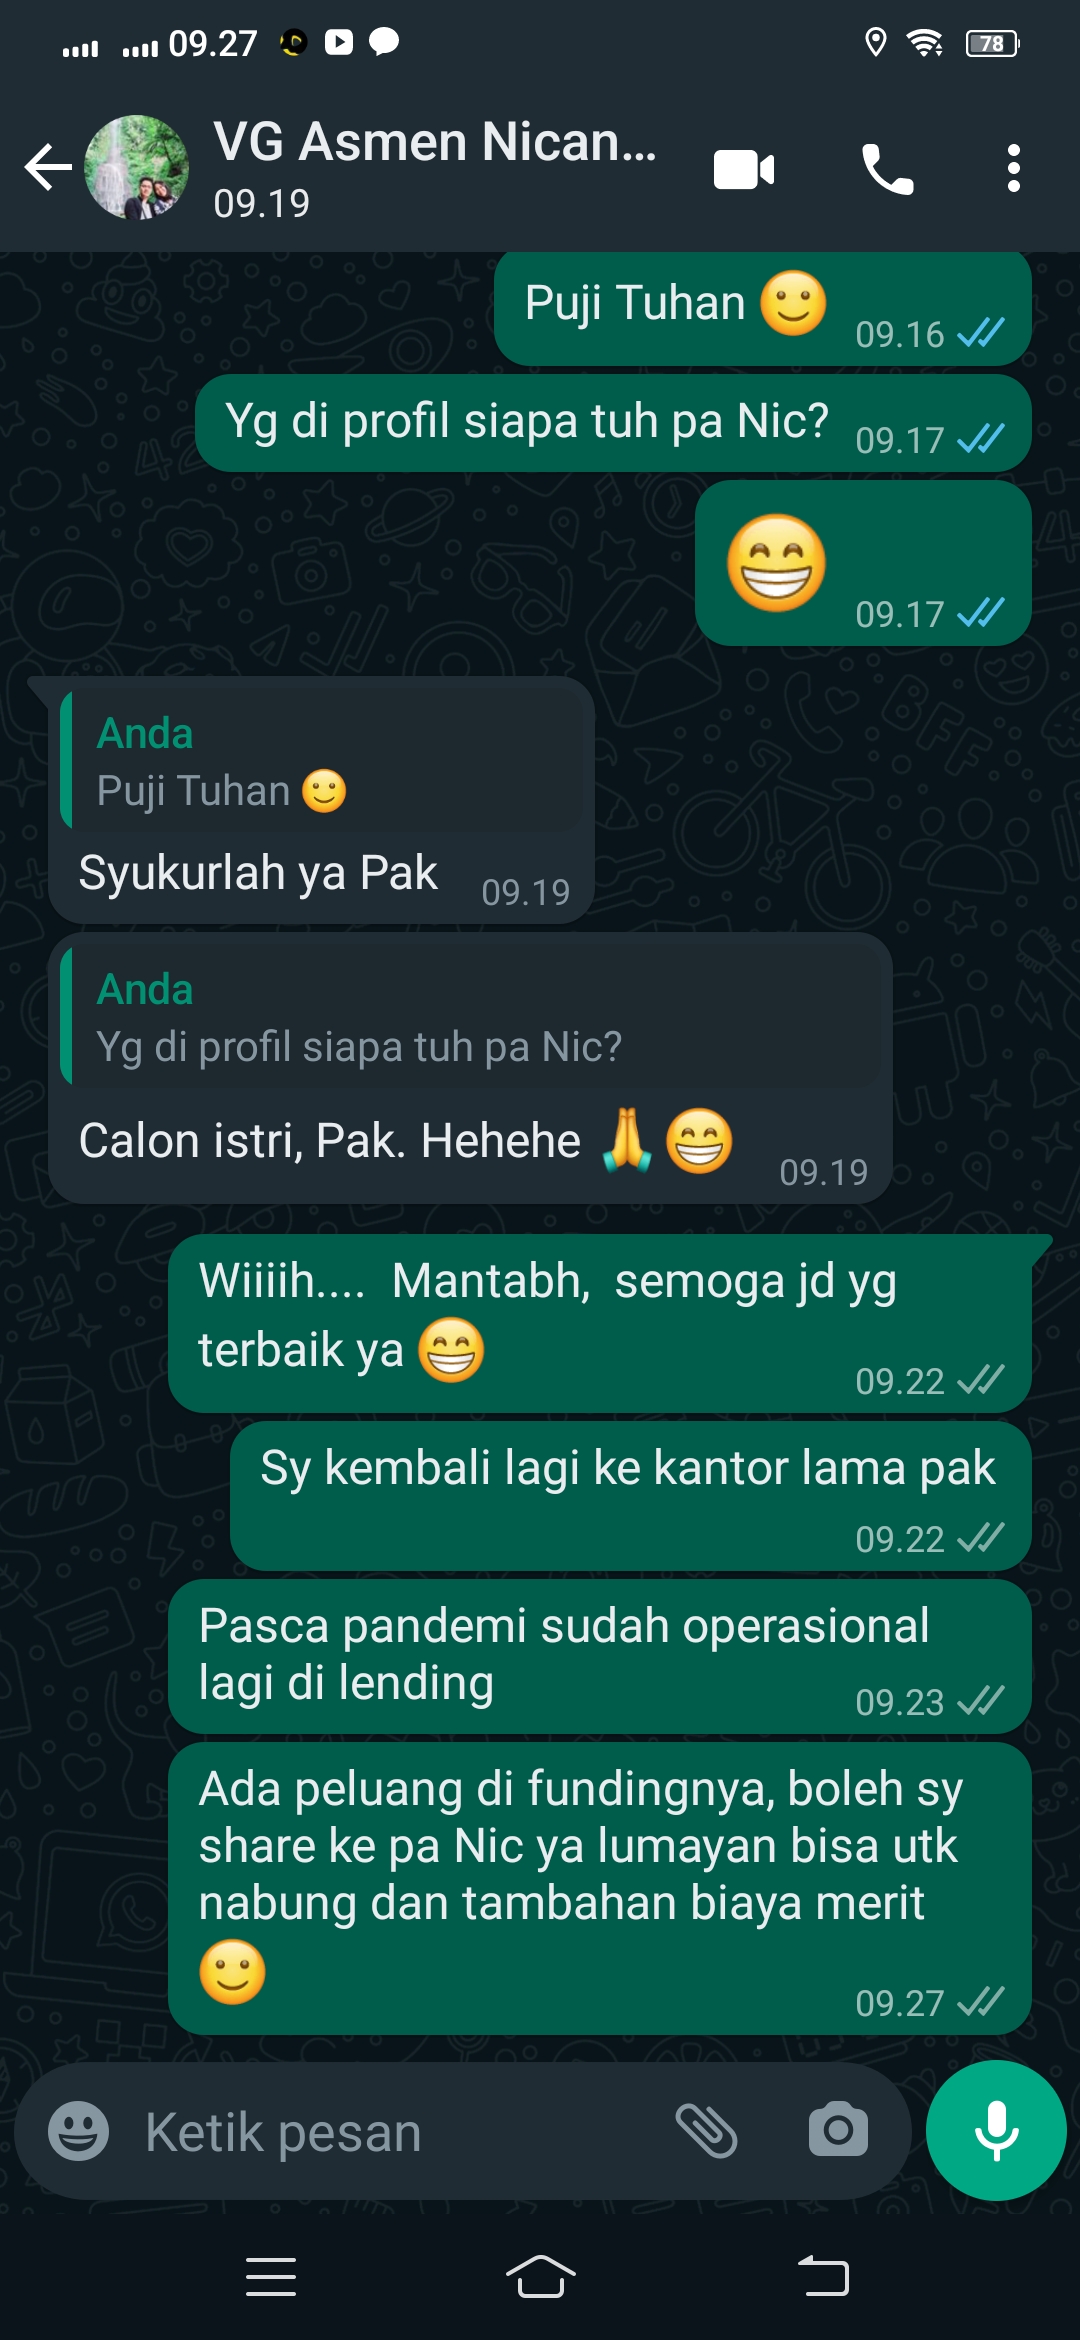 09.27
78
VG Asmen Nican...
09.19
Puji Tuhan 🙂
09.16
Yg di profil siapa tuh pa Nic?
09.17
😁
09.17
Anda
Puji Tuhan 🙂
Syukurlah ya Pak
09.19
Anda
Yg di profil siapa tuh pa Nic?
Calon istri, Pak. Hehehe 🙏😁
09.19
Wiiiih.... Mantabh, semoga jd yg
terbaik ya 😁
09.22
Sy kembali lagi ke kantor lama pak
09.22
Pasca pandemi sudah operasional
lagi di lending
09.23
Ada peluang di fundingnya, boleh sy
share ke pa Nic ya lumayan bisa utk
nabung dan tambahan biaya merit
🙂
09.27
Ketik pesan